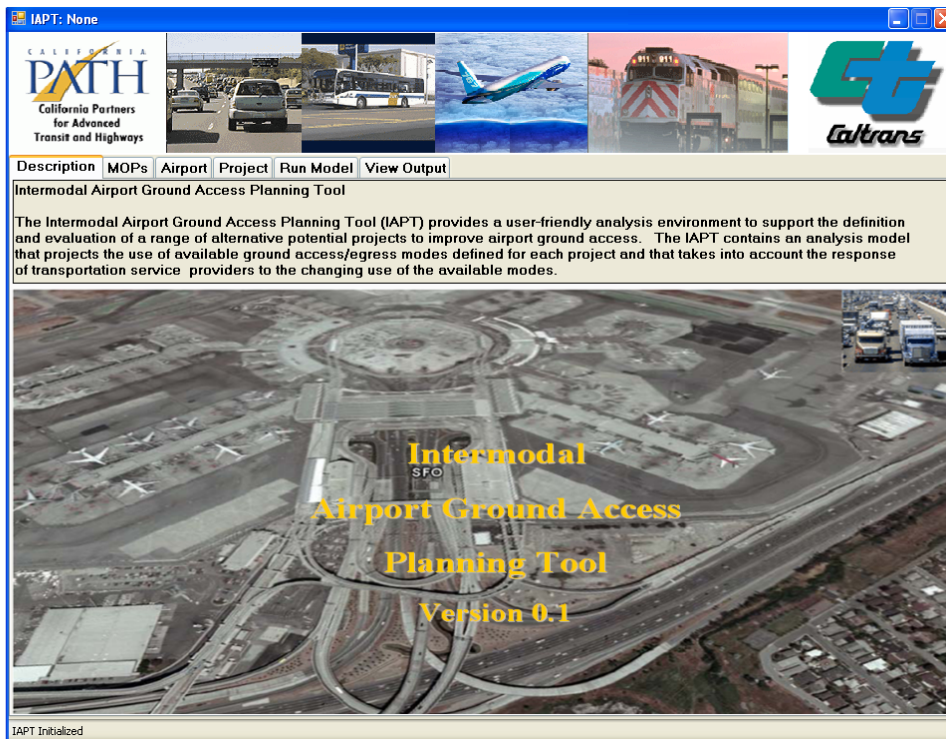 IAPT: None
CALIFORNIA
PATH
California Partners
for Advanced
Transit and Highways
911 911
Caltrans
Description MOPs Airport Project Run Model View Output
Intermodal Airport Ground Access Planning Tool
The Intermodal Airport Ground Access Planning Tool (IAPT) provides a user-friendly analysis environment to support the definition
and evaluation of a range of alternative potential projects to improve airport ground access. The IAPT contains an analysis model
that projects the use of available ground access/egress modes defined for each project and that takes into account the response
of transportation service providers to the changing use of the available modes.
Intermodal
SFO
Airport Ground Access
Planning Tool
Version 0.1
IAPT Initialized